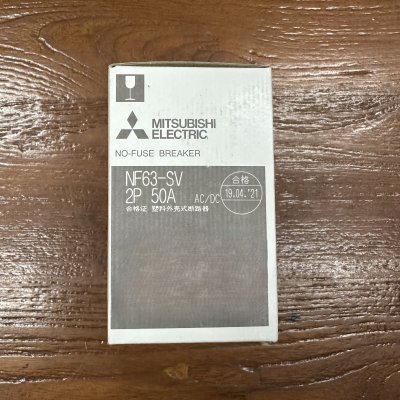 MITSUBISHI
ELECTRIC
NO-FUSE BREAKER
NF63-SV
2P 50A AC/DC
合格
19.04.'21
合格证 塑料外壳式断路器